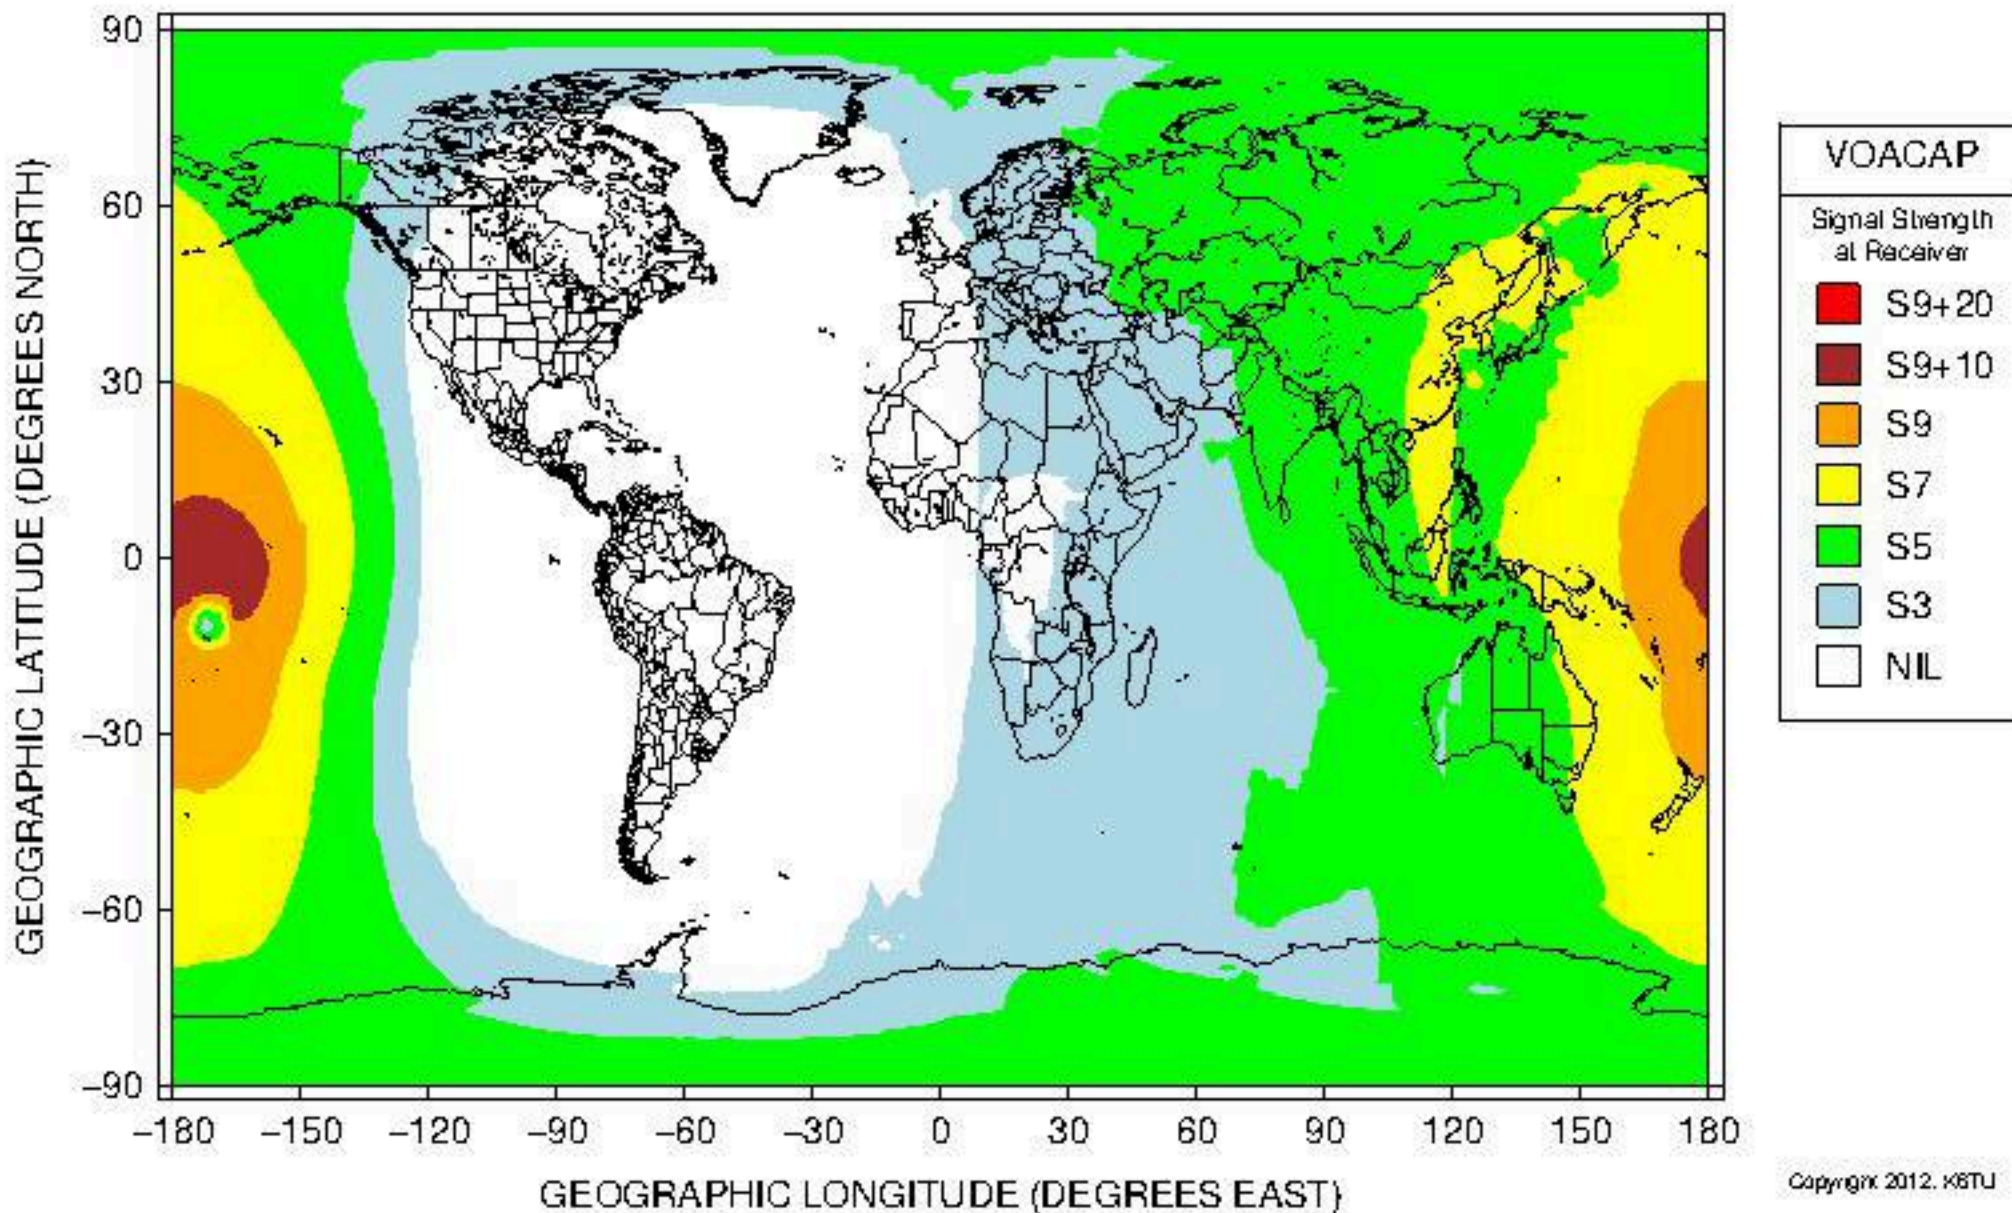 90
60
30
0
–30
–60
–90
GEOGRAPHIC LATITUDE (DEGREES NORTH)
–180 –150 –120 –90 –60 –30 0 30 60 90 120 150 180
GEOGRAPHIC LONGITUDE (DEGREES EAST)
VOACAP
Signal Strength
at Receiver
S9+20
S9+10
S9
S7
S5
S3
NIL
Copyright 2012, K6TU